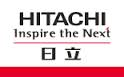 HITACHI
Inspire the Next
日立